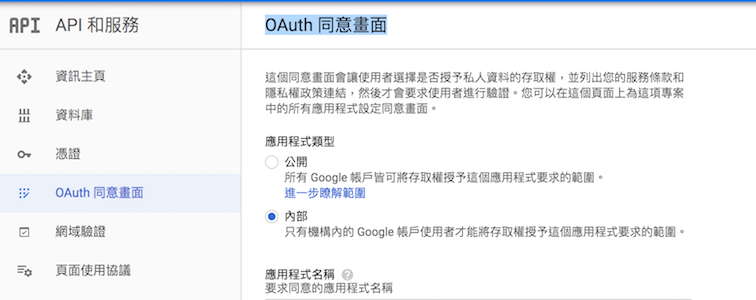 API API 和服務
OAuth 同意畫面
資訊主頁
資料庫
憑證
OAuth 同意畫面
網域驗證
頁面使用協議
這個同意畫面會讓使用者選擇是否授予私人資料的存取權，並列出您的服務條款和
隱私權政策連結，然後才會要求使用者進行驗證。您可以在這個頁面上為這項專案
中的所有應用程式設定同意畫面。
應用程式類型
公開
所有 Google 帳戶皆可將存取權授予這個應用程式要求的範圍。
進一步瞭解範圍
內部
只有機構內的 Google 帳戶使用者才能將存取權授予這個應用程式要求的範圍。
應用程式名稱 ?
要求同意的應用程式名稱